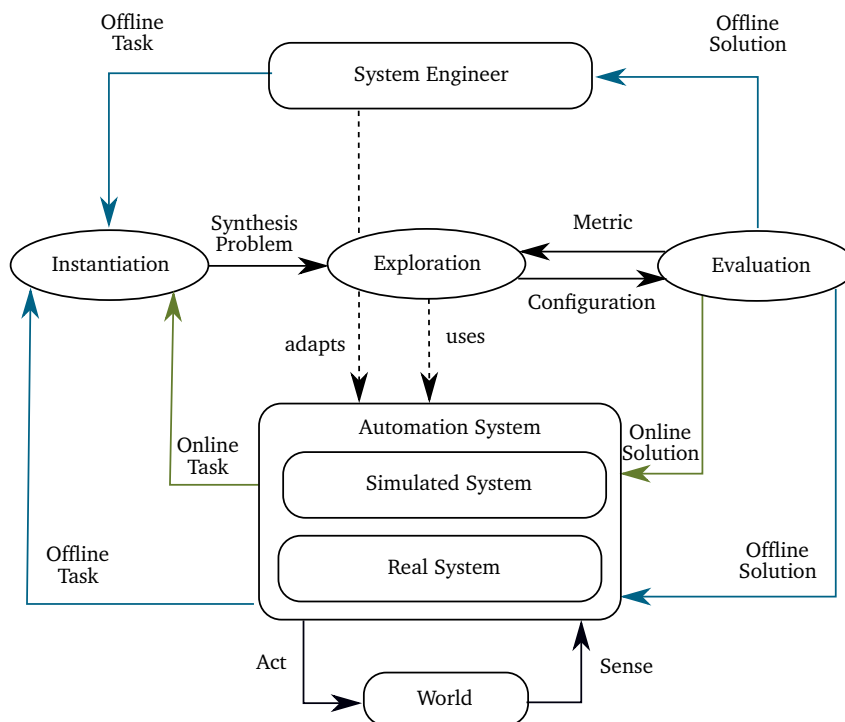 Offline
Task
System Engineer
Offline
Solution
Synthesis
Problem
Metric
Instantiation
Exploration
Evaluation
Configuration
adapts
uses
Automation System
Online
Task
Online
Solution
Simulated System
Real System
Offline
Task
Offline
Solution
Act
Sense
World